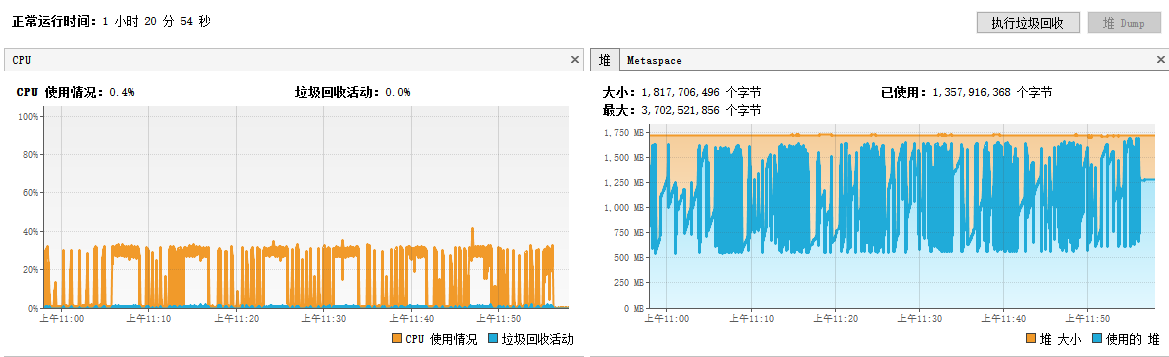 正常运行时间：1 小时 20 分 54 秒
执行垃圾回收 堆 Dump
CPU ×
堆 Metaspace ×
CPU 使用情况：0.4% 垃圾回收活动：0.0%
大小：1,817,706,496 个字节 已使用：1,357,916,368 个字节
最大：3,702,521,856 个字节
100%
80%
60%
40%
20%
0%
上午11:00 上午11:10 上午11:20 上午11:30 上午11:40 上午11:50
CPU 使用情况 垃圾回收活动
1,750 MB
1,500 MB
1,250 MB
1,000 MB
750 MB
500 MB
250 MB
0 MB
上午11:00 上午11:10 上午11:20 上午11:30 上午11:40 上午11:50
堆 大小 使用的 堆